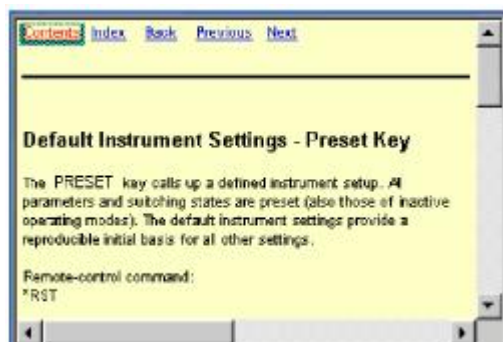 Contents Index Back Previous Next
Default Instrument Settings - Preset Key
The PRESET key calls up a defined instrument setup. All
parameters and switching states are preset (also those of inactive
operating modes). The default instrument settings provide a
reproducible initial basis for all other settings.
Remote-control command:
*RST